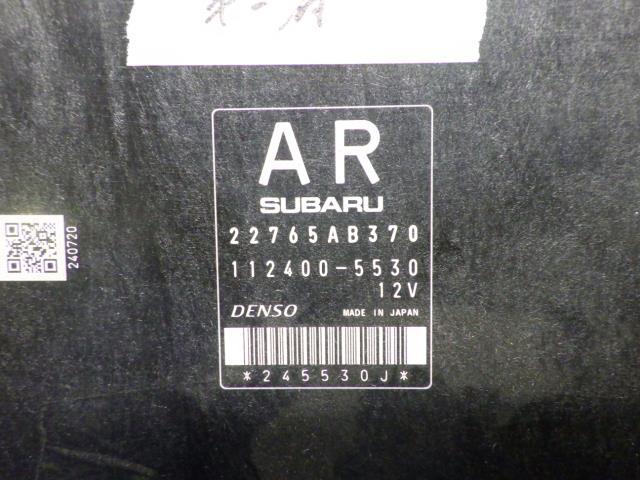 AR
SUBARU
22765AB370
112400-5530
12V
DENSO MADE IN JAPAN
*245530J*
240720